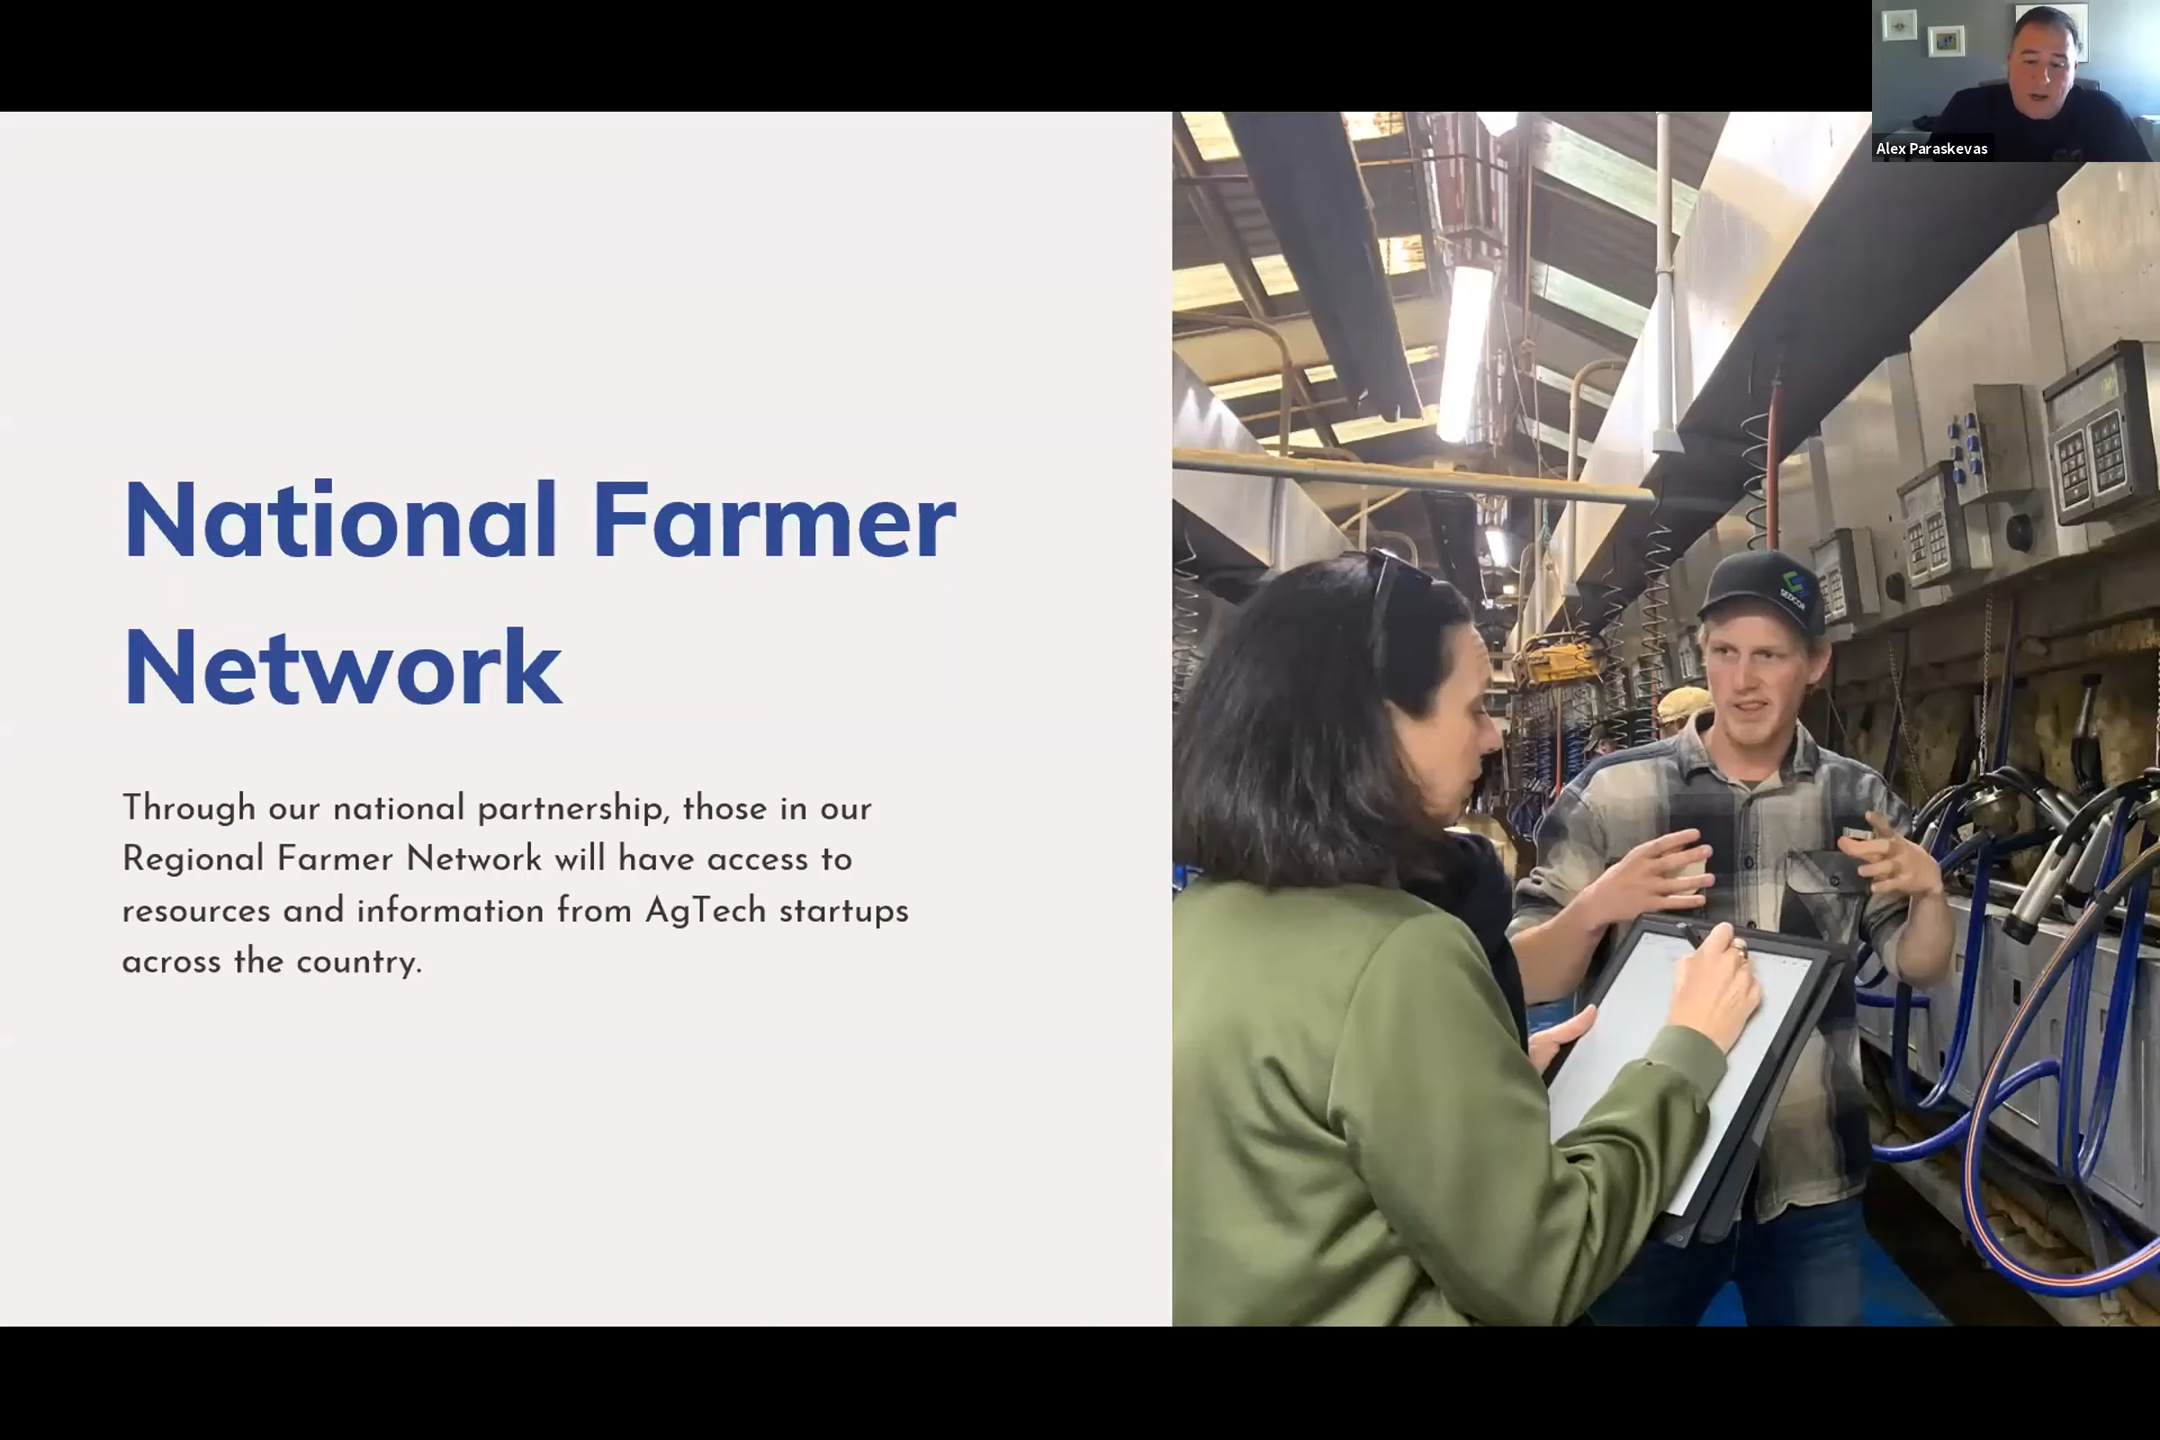 Alex Paraskevas
National Farmer
Network
Through our national partnership, those in our
Regional Farmer Network will have access to
resources and information from AgTech startups
across the country.
SEDCOR